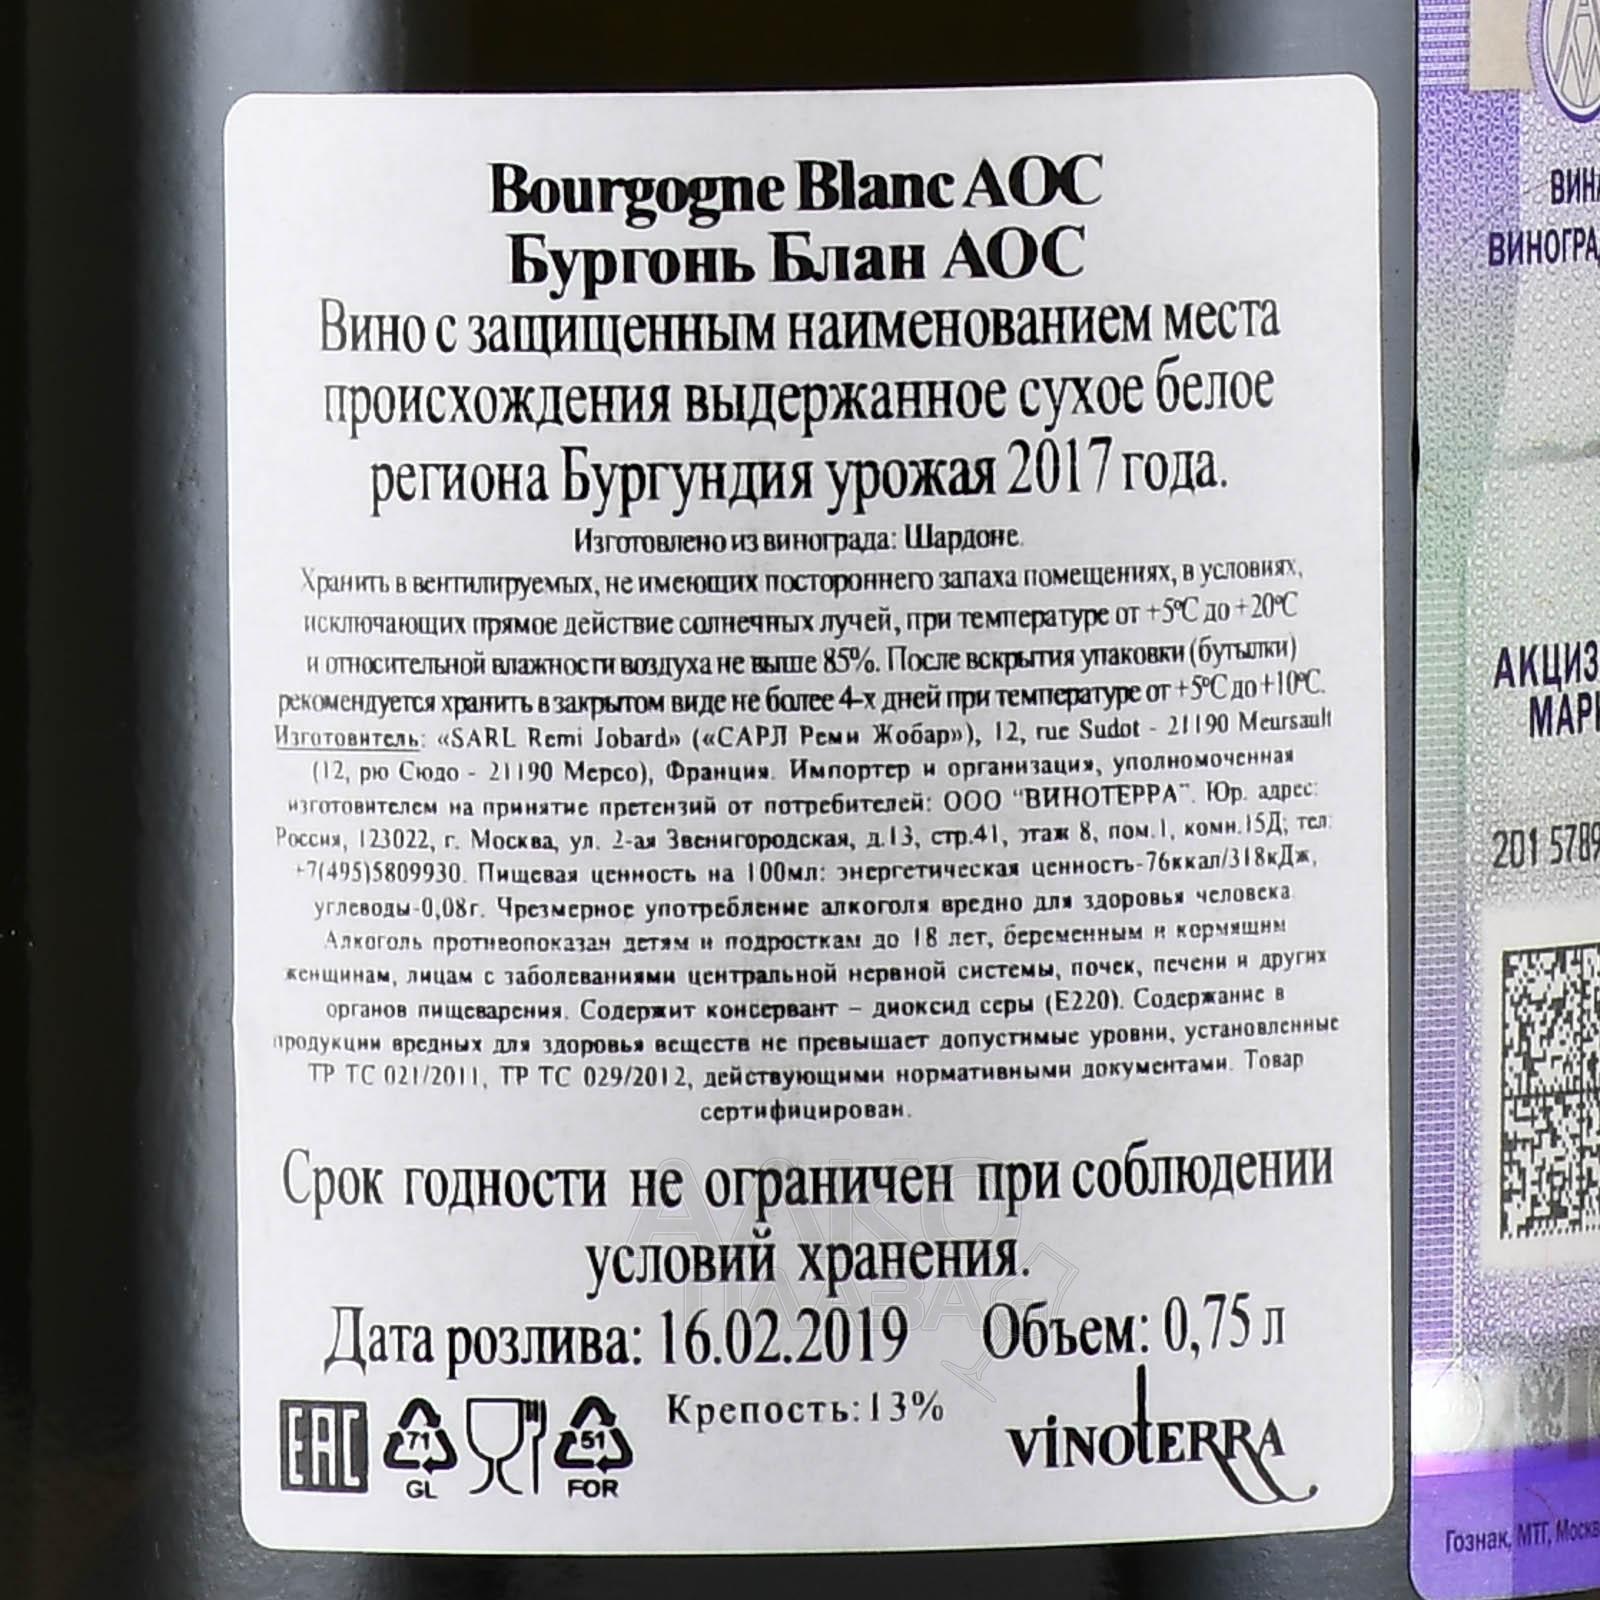 Bourgogne Blanc AOC
Бургонь Блан АОС
Вино с защищенным наименованием места
происхождения выдержанное сухое белое
региона Бургундия урожая 2017 года.
Изготовлено из винограда: Шардоне.
Хранить в вентилируемых, не имеющих постороннего запаха помещениях, в условиях,
исключающих прямое действие солнечных лучей, при температуре от +5°С до +20°С
и относительной влажности воздуха не выше 85%. После вскрытия упаковки (бутылки)
рекомендуется хранить в закрытом виде не более 4-х дней при температуре от +5°С до +10°С.
Изготовитель: «SARL Remi Jobard» («САРЛ Реми Жобар»), 12, rue Sudot - 21190 Meursault
(12, рю Сюдо - 21190 Мерсо), Франция. Импортер и организация, уполномоченная
изготовителем на принятие претензий от потребителей: ООО "ВИНОТЕРРА". Юр. адрес:
Россия, 123022, г. Москва, ул. 2-ая Звенигородская, д.13, стр.41, этаж 8, пом.1, комн.15Д; тел:
+7(495)5809930. Пищевая ценность на 100мл: энергетическая ценность-76ккал/318кДж,
углеводы-0,08г. Чрезмерное употребление алкоголя вредно для здоровья человека.
Алкоголь противопоказан детям и подросткам до 18 лет, беременным и кормящим
женщинам, лицам с заболеваниями центральной нервной системы, почек, печени и других
органов пищеварения. Содержит консервант – диоксид серы (Е220). Содержание в
продукции вредных для здоровья веществ не превышает допустимые уровни, установленные
ТР ТС 021/2011, ТР ТС 029/2012, действующими нормативными документами. Товар
сертифицирован.
Срок годности не ограничен при соблюдении
условий хранения.
Дата розлива: 16.02.2019 Объем: 0,75 л
Крепость:13%
EAC
71
GL
51
FOR
VINOTERRA
АЛКО
ПЛАВА
ВИН
ВИНОГРА
АКЦИЗ
МАР
201 5789
Гознак, МТГ, Москв